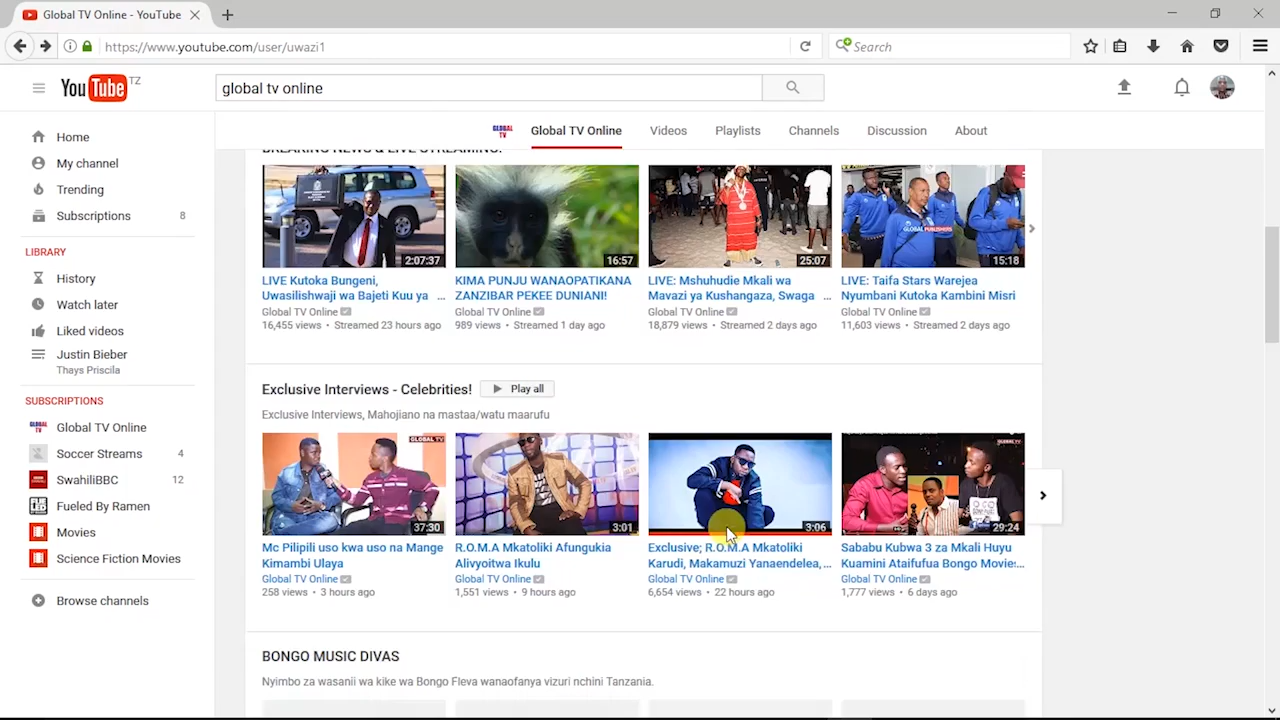 Global TV Online - YouTube
https://www.youtube.com/user/uwazi1
Search
YouTube TZ
global tv online
GLOBAL TV
Global TV Online
Videos
Playlists
Channels
Discussion
About
Home
My channel
Trending
Subscriptions 8
LIBRARY
History
Watch later
Liked videos
Justin Bieber
Thays Priscila
SUBSCRIPTIONS
Global TV Online
Soccer Streams 4
SwahiliBBC 12
Fueled By Ramen
Movies
Science Fiction Movies
Browse channels
BREAKING NEWS & LIVE STREAMING!
2:07:37
16:57
25:07
GLOBAL PUBLISHERS
15:18
LIVE Kutoka Bungeni,
Uwasilishwaji wa Bajeti Kuu ya ...
Global TV Online
16,455 views • Streamed 23 hours ago
KIMA PUNJU WANAOPATIKANA
ZANZIBAR PEKEE DUNIANI!
Global TV Online
989 views • Streamed 1 day ago
LIVE: Mshuhudie Mkali wa
Mavazi ya Kushangaza, Swaga ...
Global TV Online
18,879 views • Streamed 2 days ago
LIVE: Taifa Stars Warejea
Nyumbani Kutoka Kambini Misri
Global TV Online
11,603 views • Streamed 2 days ago
Exclusive Interviews - Celebrities!
Play all
Exclusive Interviews, Mahojiano na mastaa/watu maarufu
GLOBAL TV
37:30
3:01
3:06
GLOBAL TV
29:24
Mc Pilipili uso kwa uso na Mange
Kimambi Ulaya
Global TV Online
258 views • 3 hours ago
R.O.M.A Mkatoliki Afungukia
Alivyoitwa Ikulu
Global TV Online
1,551 views • 9 hours ago
Exclusive; R.O.M.A Mkatoliki
Karudi, Makamuzi Yanaendelea,...
Global TV Online
6,654 views • 22 hours ago
Sababu Kubwa 3 za Mkali Huyu
Kuamini Ataifufua Bongo Movie:...
Global TV Online
1,777 views • 6 days ago
BONGO MUSIC DIVAS
Nyimbo za wasanii wa kike wa Bongo Fleva wanaofanya vizuri nchini Tanzania.